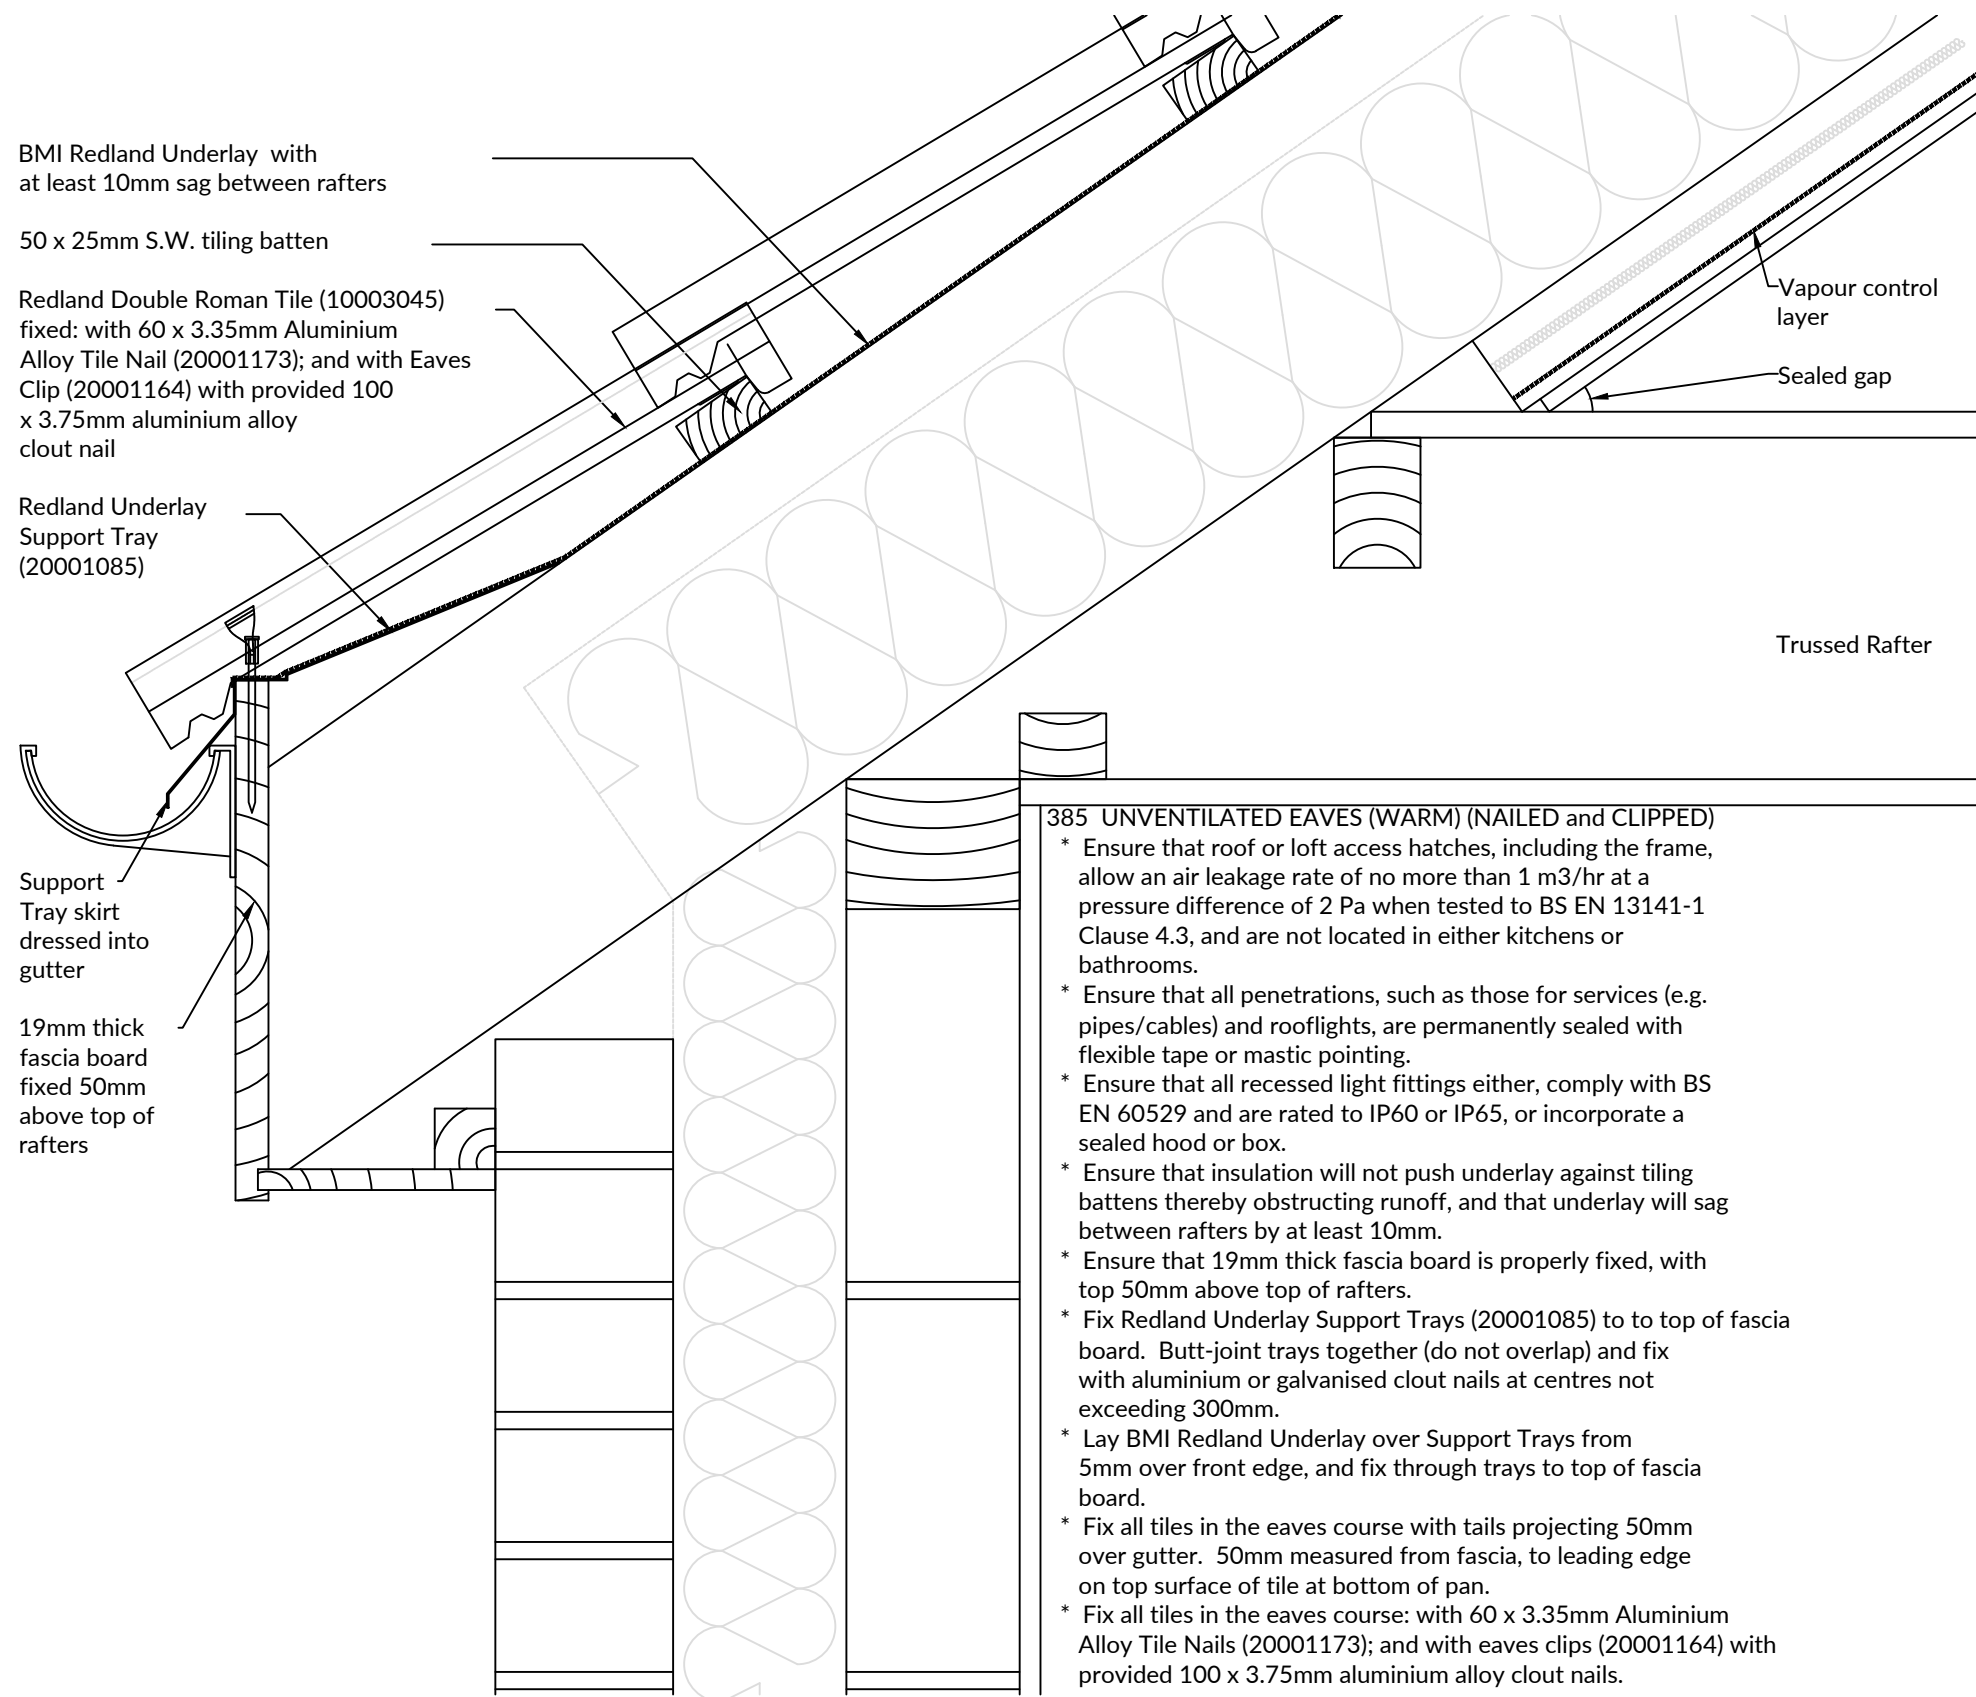 BMI Redland Underlay  with
at least 10mm sag between rafters
50 x 25mm S.W. tiling batten
Redland Double Roman Tile (10003045)
fixed: with 60 x 3.35mm Aluminium
Alloy Tile Nail (20001173); and with Eaves
Clip (20001164) with provided 100
x 3.75mm aluminium alloy
clout nail
Redland Underlay
Support Tray
(20001085)
Support
Tray skirt
dressed into
gutter
19mm thick
fascia board
fixed 50mm
above top of
rafters
Vapour control
layer
Sealed gap
Trussed Rafter
385  UNVENTILATED EAVES (WARM) (NAILED and CLIPPED)
*  Ensure that roof or loft access hatches, including the frame,
allow an air leakage rate of no more than 1 m3/hr at a
pressure difference of 2 Pa when tested to BS EN 13141-1
Clause 4.3, and are not located in either kitchens or
bathrooms.
*  Ensure that all penetrations, such as those for services (e.g.
pipes/cables) and rooflights, are permanently sealed with
flexible tape or mastic pointing.
*  Ensure that all recessed light fittings either, comply with BS
EN 60529 and are rated to IP60 or IP65, or incorporate a
sealed hood or box.
*  Ensure that insulation will not push underlay against tiling
battens thereby obstructing runoff, and that underlay will sag
between rafters by at least 10mm.
*  Ensure that 19mm thick fascia board is properly fixed, with
top 50mm above top of rafters.
*  Fix Redland Underlay Support Trays (20001085) to to top of fascia
board.  Butt-joint trays together (do not overlap) and fix
with aluminium or galvanised clout nails at centres not
exceeding 300mm.
*  Lay BMI Redland Underlay over Support Trays from
5mm over front edge, and fix through trays to top of fascia
board.
*  Fix all tiles in the eaves course with tails projecting 50mm
over gutter.  50mm measured from fascia, to leading edge
on top surface of tile at bottom of pan.
*  Fix all tiles in the eaves course: with 60 x 3.35mm Aluminium
Alloy Tile Nails (20001173); and with eaves clips (20001164) with
provided 100 x 3.75mm aluminium alloy clout nails.